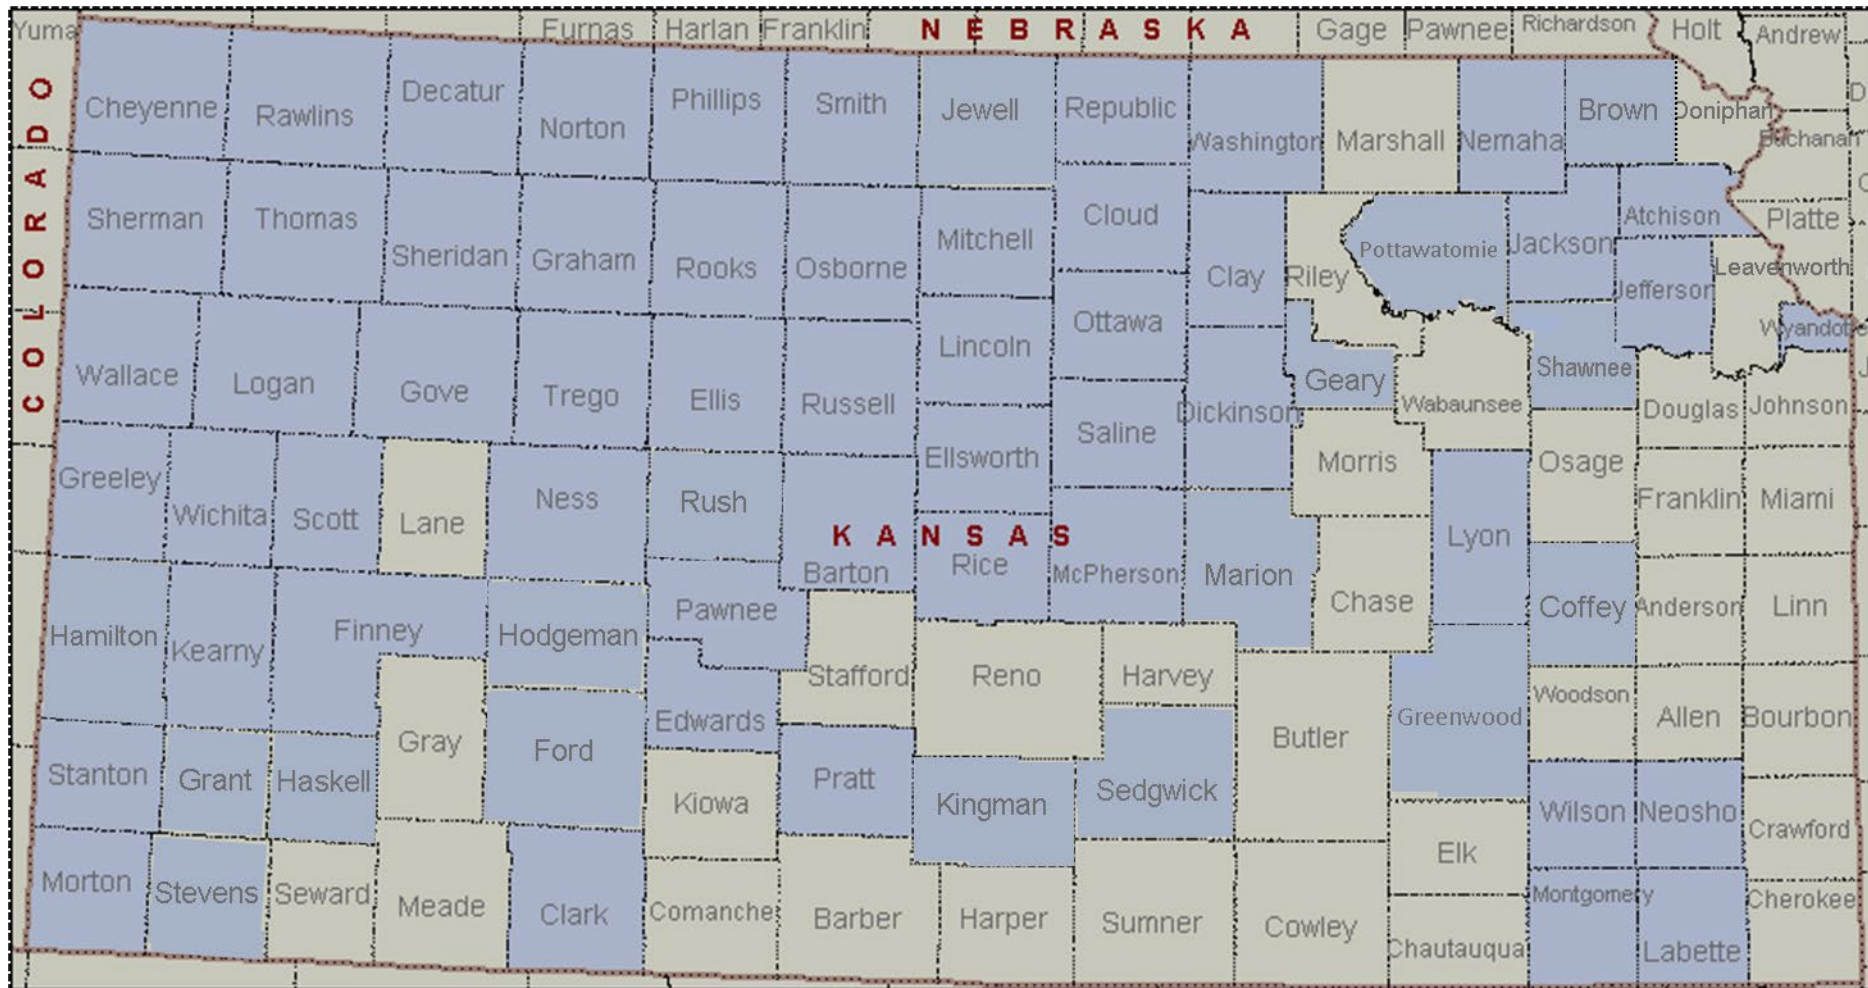 Yuma Furnas Harlan Franklin NEBRASKA Gage Pawnee Richardson Holt Andrew
COLORADO
Cheyenne Rawlins Decatur Norton Phillips Smith Jewell Republic Washington Marshall Nemaha Brown Doniphan Buchanan
Sherman Thomas Sheridan Graham Rooks Osborne Mitchell Cloud Clay Riley Pottawatomie Jackson Atchison Platte
Jefferson Leavenworth
Wallace Logan Gove Trego Ellis Russell Lincoln Ottawa Dickinson Geary Wabaunsee Shawnee Douglas Johnson Wyandotte
Ellsworth Saline Morris Osage Franklin Miami
Greeley Wichita Scott Lane Ness Rush Barton Rice McPherson Marion Chase Lyon
KANSAS
Hamilton Kearny Finney Hodgeman Pawnee Stafford Reno Harvey Coffey Anderson Linn
Edwards Butler Greenwood Woodson Allen Bourbon
Stanton Grant Haskell Gray Ford Kiowa Pratt Kingman Sedgwick Wilson Neosho Crawford
Elk
Morton Stevens Seward Meade Clark Comanche Barber Harper Sumner Cowley Chautauqua Montgomery Labette Cherokee